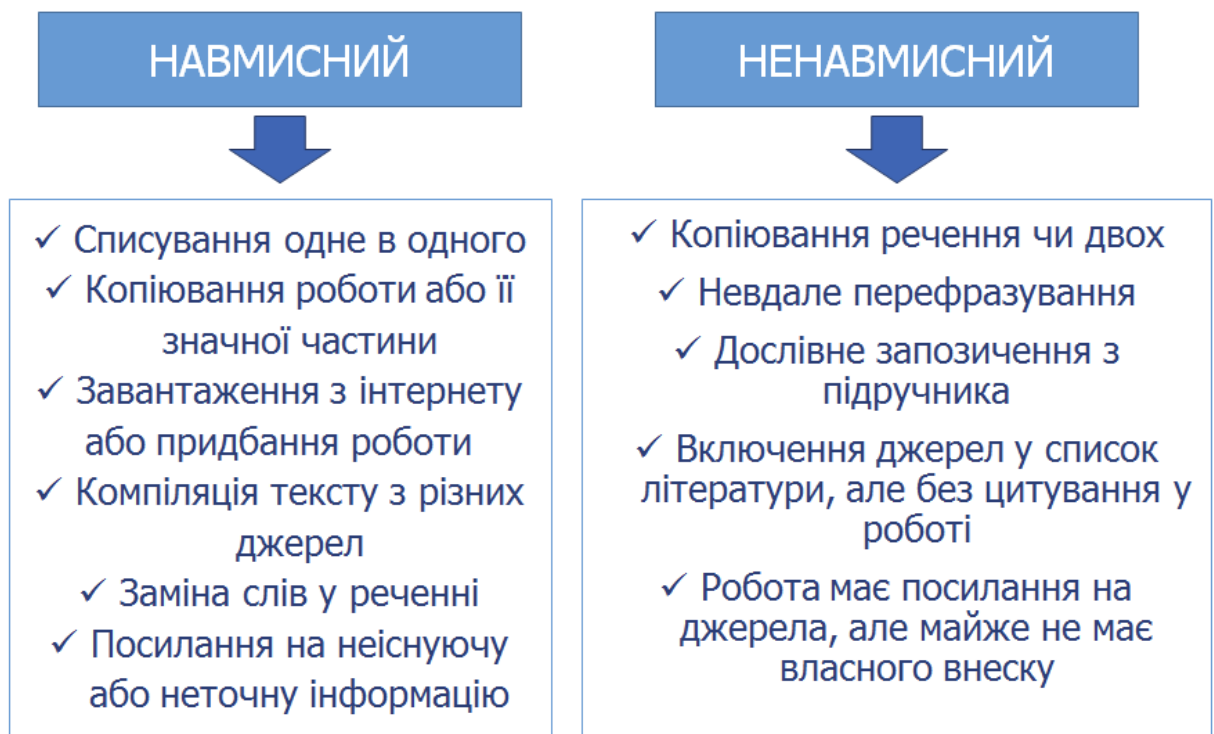 НАВМИСНИЙ
✓ Списування одне в одного
✓ Копіювання роботи або її
значної частини
✓ Завантаження з інтернету
або придбання роботи
✓ Компіляція тексту з різних
джерел
✓ Заміна слів у реченні
✓ Посилання на неіснуючу
або неточну інформацію
НЕНАВМИСНИЙ
✓ Копіювання речення чи двох
✓ Невдале перефразування
✓ Дослівне запозичення з
підручника
✓ Включення джерел у список
літератури, але без цитування у
роботі
✓ Робота має посилання на
джерела, але майже не має
власного внеску